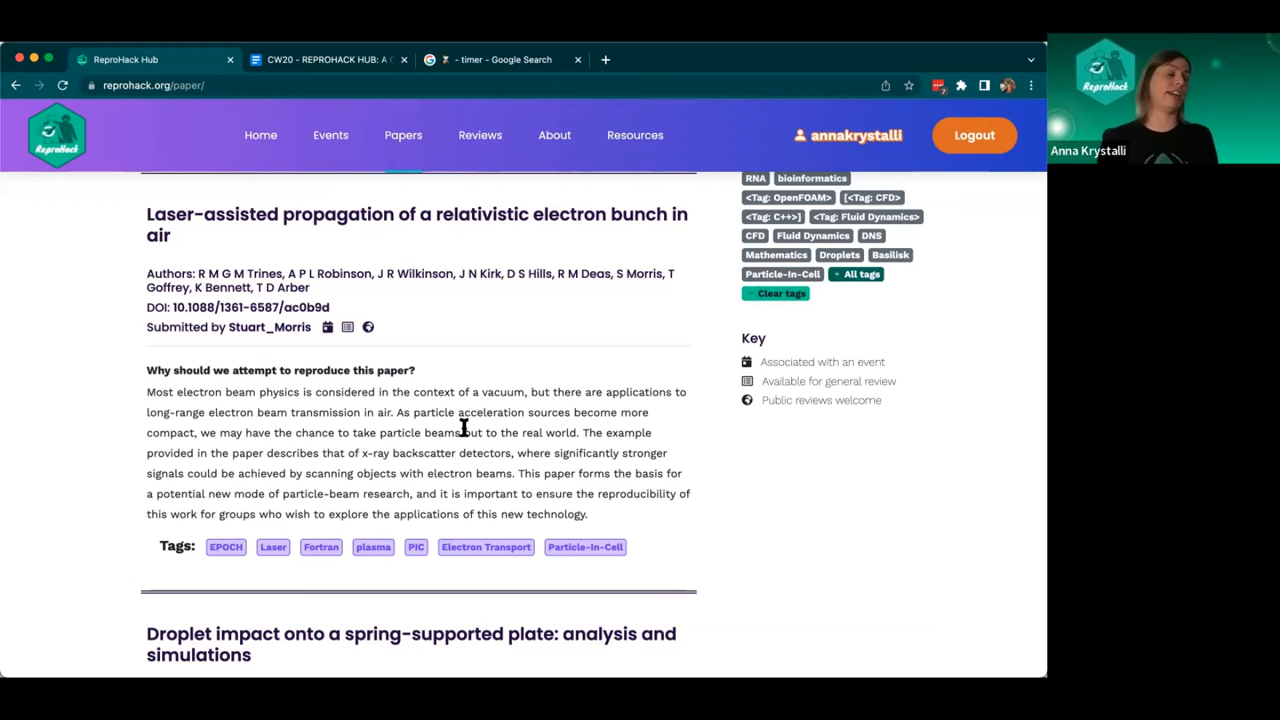 ReproHack Hub
CW20 - REPROHACK HUB: A
- timer - Google Search
reprohack.org/paper/
ReproHack
Home
Events
Papers
Reviews
About
Resources
annakrystalli
Logout
ReproHack
Anna Krystalli
Laser-assisted propagation of a relativistic electron bunch in
air
Authors: R M G M Trines, A P L Robinson, J R Wilkinson, J N Kirk, D S Hills, R M Deas, S Morris, T
Goffrey, K Bennett, T D Arber
DOI: 10.1088/1361-6587/ac0b9d
Submitted by Stuart_Morris
Why should we attempt to reproduce this paper?
Most electron beam physics is considered in the context of a vacuum, but there are applications to
long-range electron beam transmission in air. As particle acceleration sources become more
compact, we may have the chance to take particle beams out to the real world. The example
provided in the paper describes that of x-ray backscatter detectors, where significantly stronger
signals could be achieved by scanning objects with electron beams. This paper forms the basis for
a potential new mode of particle-beam research, and it is important to ensure the reproducibility of
this work for groups who wish to explore the applications of this new technology.
Tags: EPOCH Laser Fortran plasma PIC Electron Transport Particle-In-Cell
Droplet impact onto a spring-supported plate: analysis and
simulations
RNA bioinformatics
<Tag: OpenFOAM> [<Tag: CFD>
<Tag: C++>] <Tag: Fluid Dynamics>
CFD Fluid Dynamics DNS
Mathematics Droplets Basilisk
Particle-In-Cell + All tags
- Clear tags
Key
Associated with an event
Available for general review
Public reviews welcome